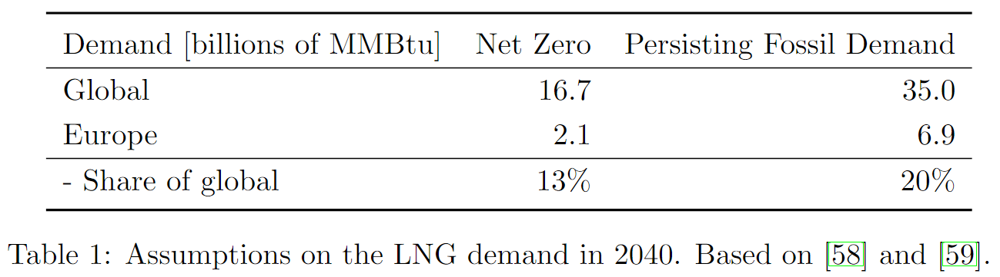 Demand [billions of MMBtu] Net Zero Persisting Fossil Demand
Global 16.7 35.0
Europe 2.1 6.9
- Share of global 13% 20%
Table 1: Assumptions on the LNG demand in 2040. Based on [58] and [59].